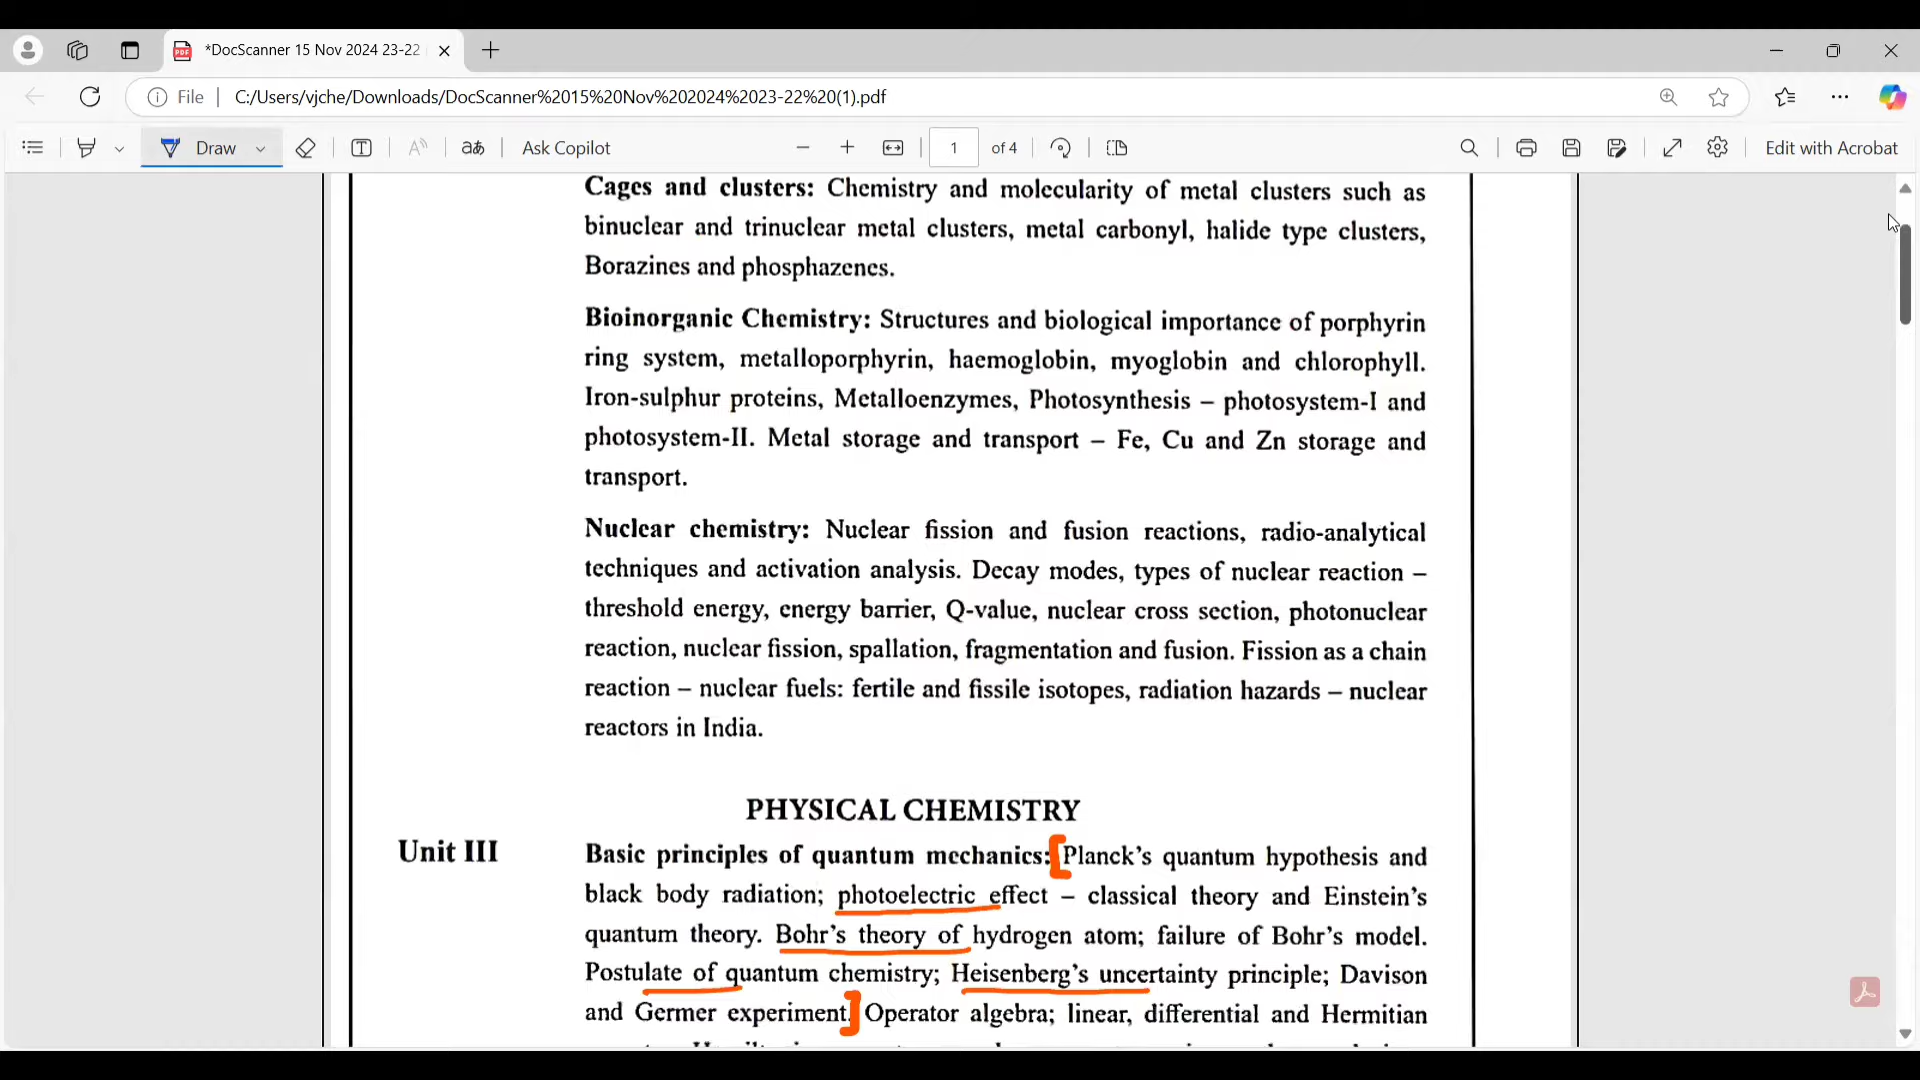 *DocScanner 15 Nov 2024 23-22
File
C:/Users/vjche/Downloads/DocScanner%2015%20Nov%202024%2023-22%20(1).pdf
Draw
Ask Copilot
1 of 4
Edit with Acrobat
Cages and clusters: Chemistry and molecularity of metal clusters such as
binuclear and trinuclear metal clusters, metal carbonyl, halide type clusters,
Borazines and phosphazenes.
Bioinorganic Chemistry: Structures and biological importance of porphyrin
ring system, metalloporphyrin, haemoglobin, myoglobin and chlorophyll.
Iron-sulphur proteins, Metalloenzymes, Photosynthesis – photosystem-I and
photosystem-II. Metal storage and transport – Fe, Cu and Zn storage and
transport.
Nuclear chemistry: Nuclear fission and fusion reactions, radio-analytical
techniques and activation analysis. Decay modes, types of nuclear reaction –
threshold energy, energy barrier, Q-value, nuclear cross section, photonuclear
reaction, nuclear fission, spallation, fragmentation and fusion. Fission as a chain
reaction – nuclear fuels: fertile and fissile isotopes, radiation hazards – nuclear
reactors in India.
PHYSICAL CHEMISTRY
Unit III
Basic principles of quantum mechanics: [Planck's quantum hypothesis and
black body radiation; photoelectric effect – classical theory and Einstein's
quantum theory. Bohr's theory of hydrogen atom; failure of Bohr's model.
Postulate of quantum chemistry; Heisenberg's uncertainty principle; Davison
and Germer experiment.] Operator algebra; linear, differential and Hermitian